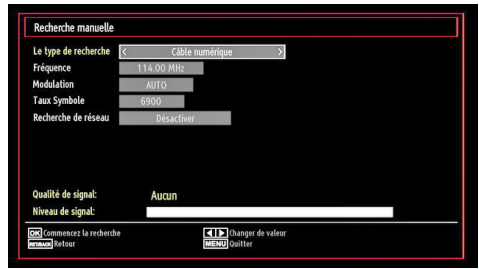 Recherche manuelle
Le type de recherche < Câble numérique >
Fréquence 114.00 MHz
Modulation AUTO
Taux Symbole 6900
Recherche de réseau Désactiver
Qualité de signal: Aucun
Niveau de signal:
OK Commencez la recherche ◀ ▶ Changer de valeur
RET/BACK Retour MENU Quitter